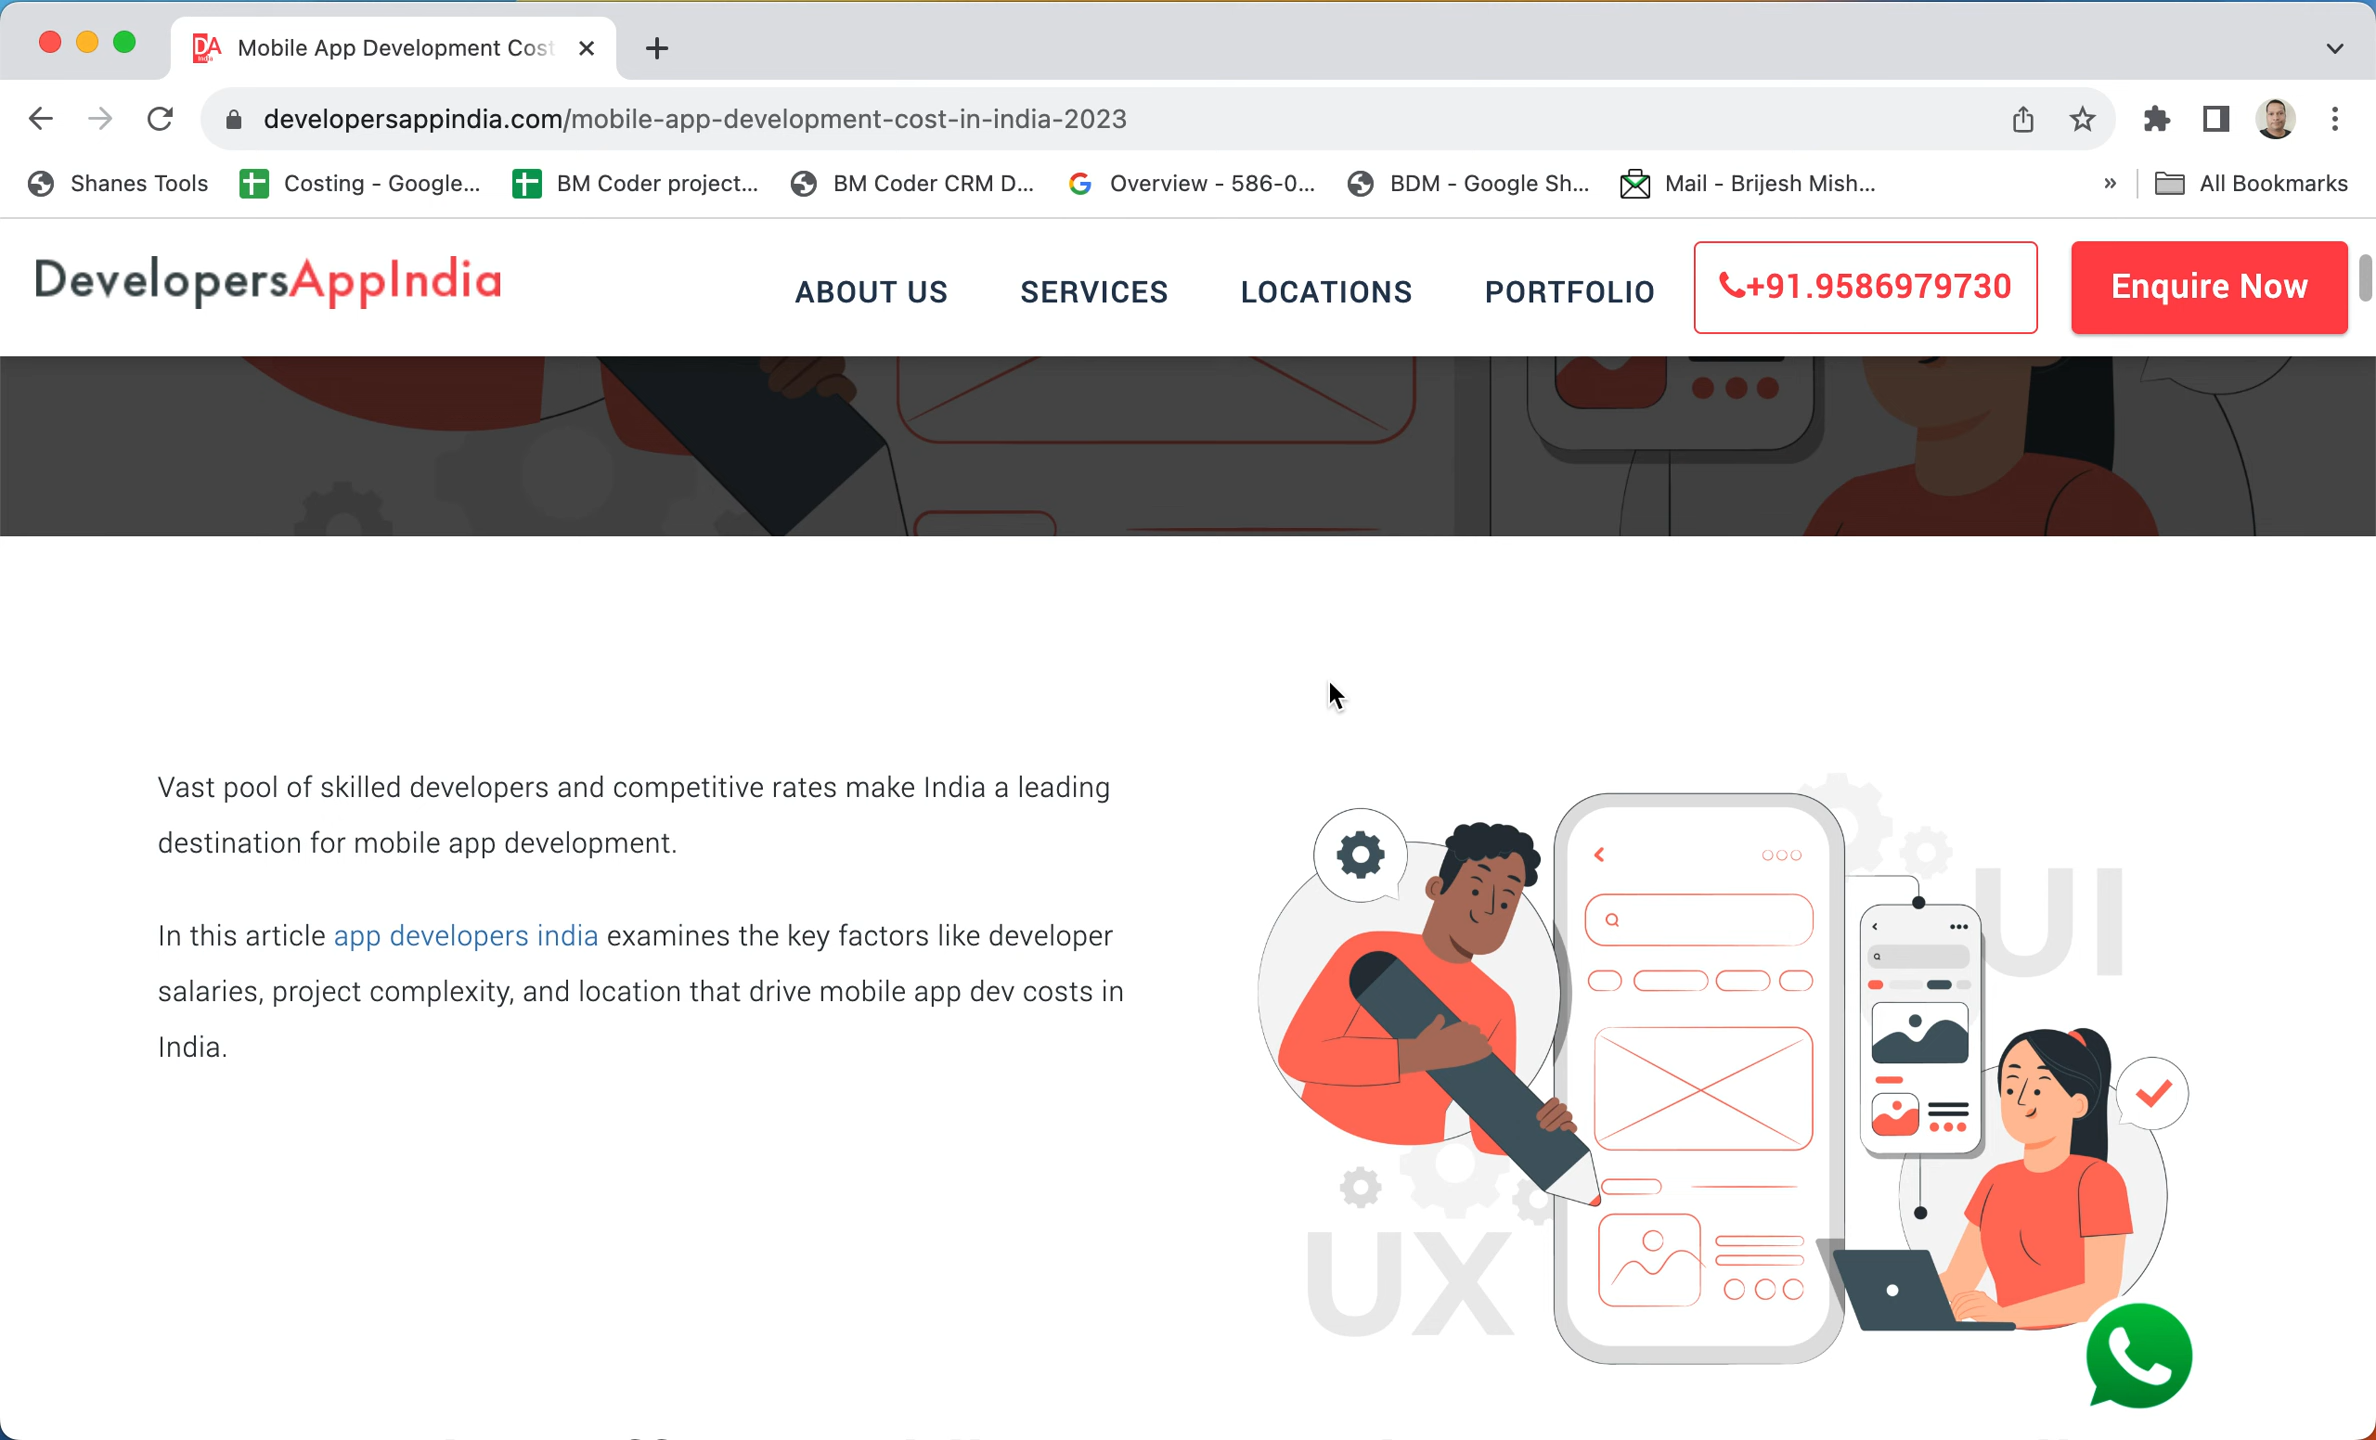 Mobile App Development Cost
developersappindia.com/mobile-app-development-cost-in-india-2023
Shanes Tools
Costing - Google...
BM Coder project...
BM Coder CRM D...
Overview - 586-0...
BDM - Google Sh...
Mail - Brijesh Mish...
»
All Bookmarks
DevelopersAppIndia
ABOUT US
SERVICES
LOCATIONS
PORTFOLIO
+91.9586979730
Enquire Now
Vast pool of skilled developers and competitive rates make India a leading
destination for mobile app development.
In this article app developers india examines the key factors like developer
salaries, project complexity, and location that drive mobile app dev costs in
India.
UI
UX